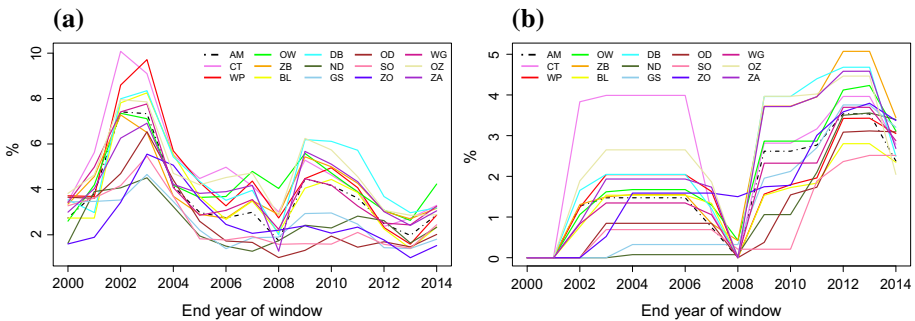 (a)
AM OW DB OD WG
CT ZB ND SO OZ
WP BL GS ZO ZA
10
8
6
4
2
%
2000 2002 2004 2006 2008 2010 2012 2014
End year of window
(b)
AM OW DB OD WG
CT ZB ND SO OZ
WP BL GS ZO ZA
5
4
3
2
1
0
%
2000 2002 2004 2006 2008 2010 2012 2014
End year of window